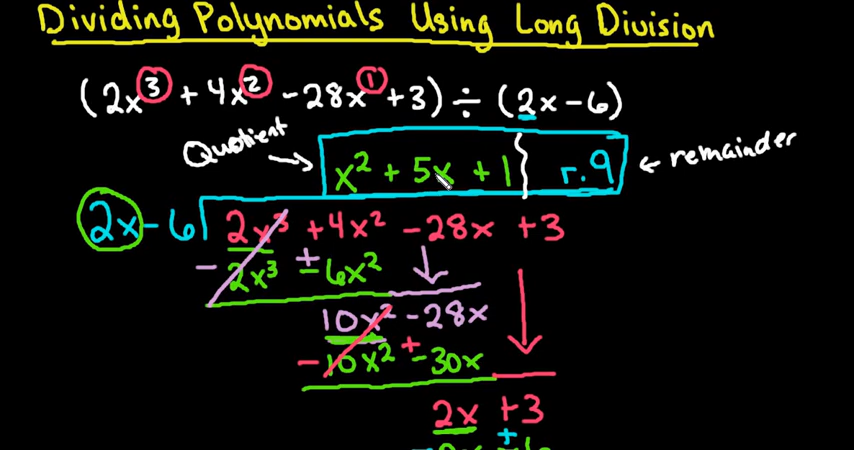 Dividing Polynomials Using Long Division
(2x³ + 4x² - 28x¹ + 3) ÷ (2x - 6)
Quotient → x² + 5x + 1 } r. 9 ← remainder
2x - 6 2x³ + 4x² - 28x + 3
- 2x³ ± 6x² ↓
10x² - 28x
- 10x² + - 30x
2x + 3